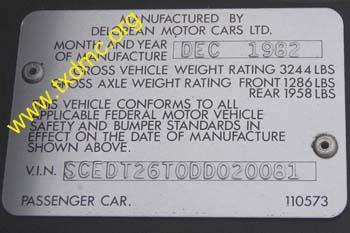 MANUFACTURED BY
DELOREAN MOTOR CARS LTD.
MONTH AND YEAR
OF MANUFACTURE DEC 1982
GROSS VEHICLE WEIGHT RATING 3244 LBS
GROSS AXLE WEIGHT RATING FRONT 1286 LBS
REAR 1958 LBS
THIS VEHICLE CONFORMS TO ALL
APPLICABLE FEDERAL MOTOR VEHICLE
SAFETY AND BUMPER STANDARDS IN
EFFECT ON THE DATE OF MANUFACTURE
SHOWN ABOVE.
V.I.N. SCEDT26T0DD020081
PASSENGER CAR. 110573
www.txdmc.org